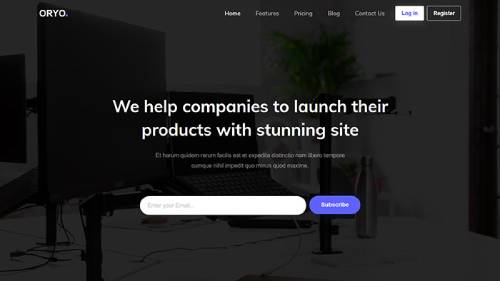 ORYO.
Home Features Pricing Blog Contact Us Log in Register
We help companies to launch their
products with stunning site
Et harum quidem rerum facilis est et expedita distinctio nam libero tempore
cumque nihil impedit quo minus quod maxime.
Enter your Email...
Subscribe